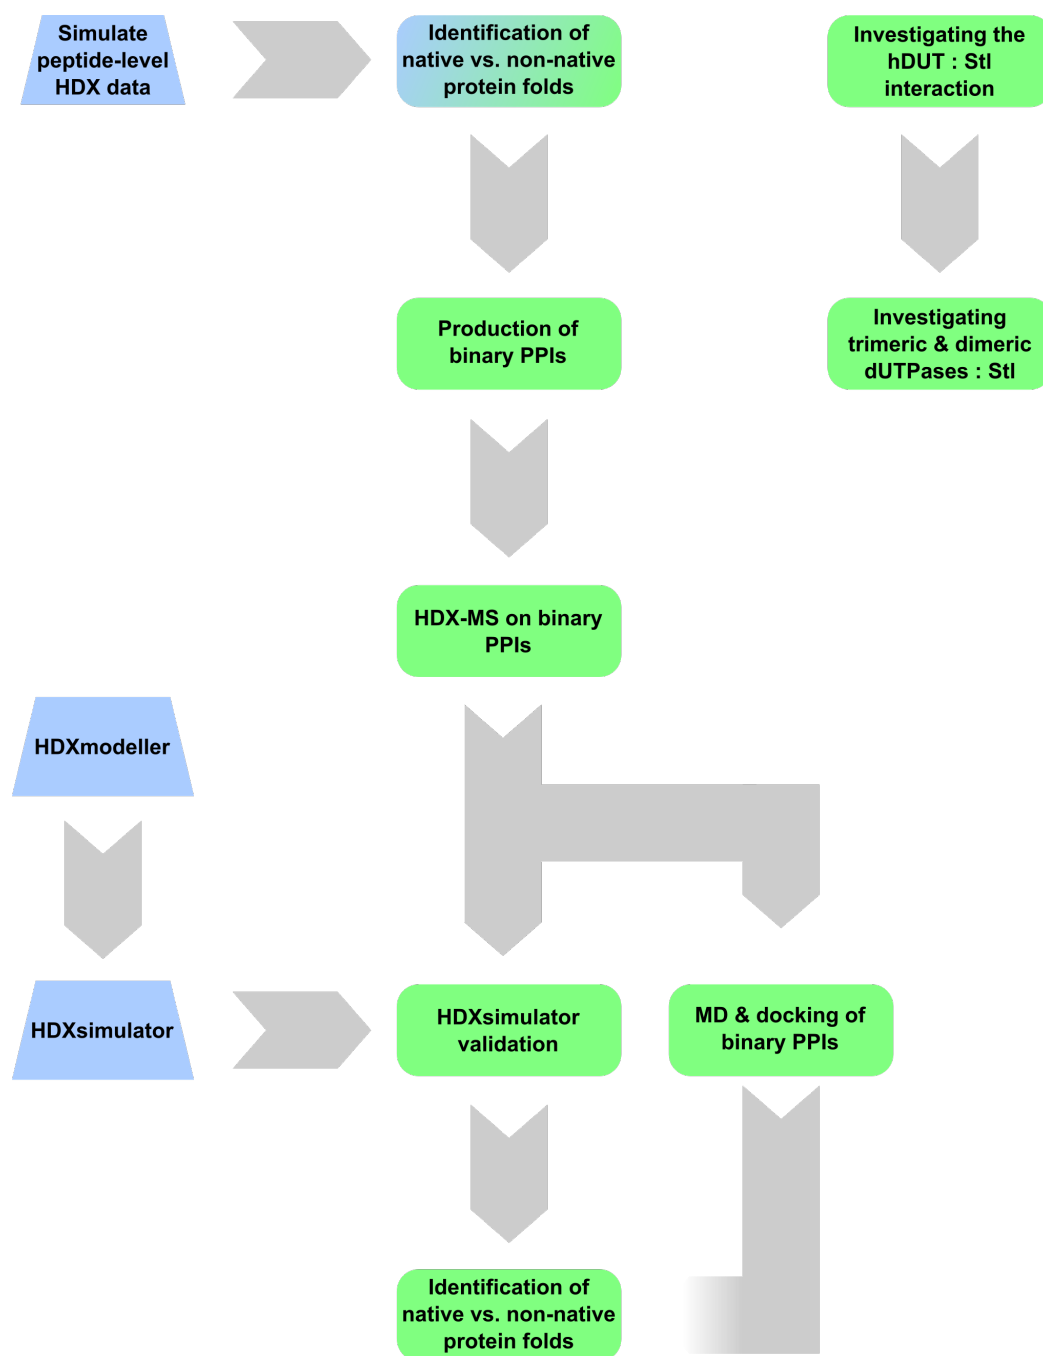 Simulate
peptide-level
HDX data
Identification of
native vs. non-native
protein folds
Investigating the
hDUT : Stl
interaction
Production of
binary PPIs
Investigating
trimeric & dimeric
dUTPases : Stl
HDX-MS on binary
PPIs
HDXmodeller
HDXsimulator
HDXsimulator
validation
MD & docking of
binary PPIs
Identification of
native vs. non-native
protein folds